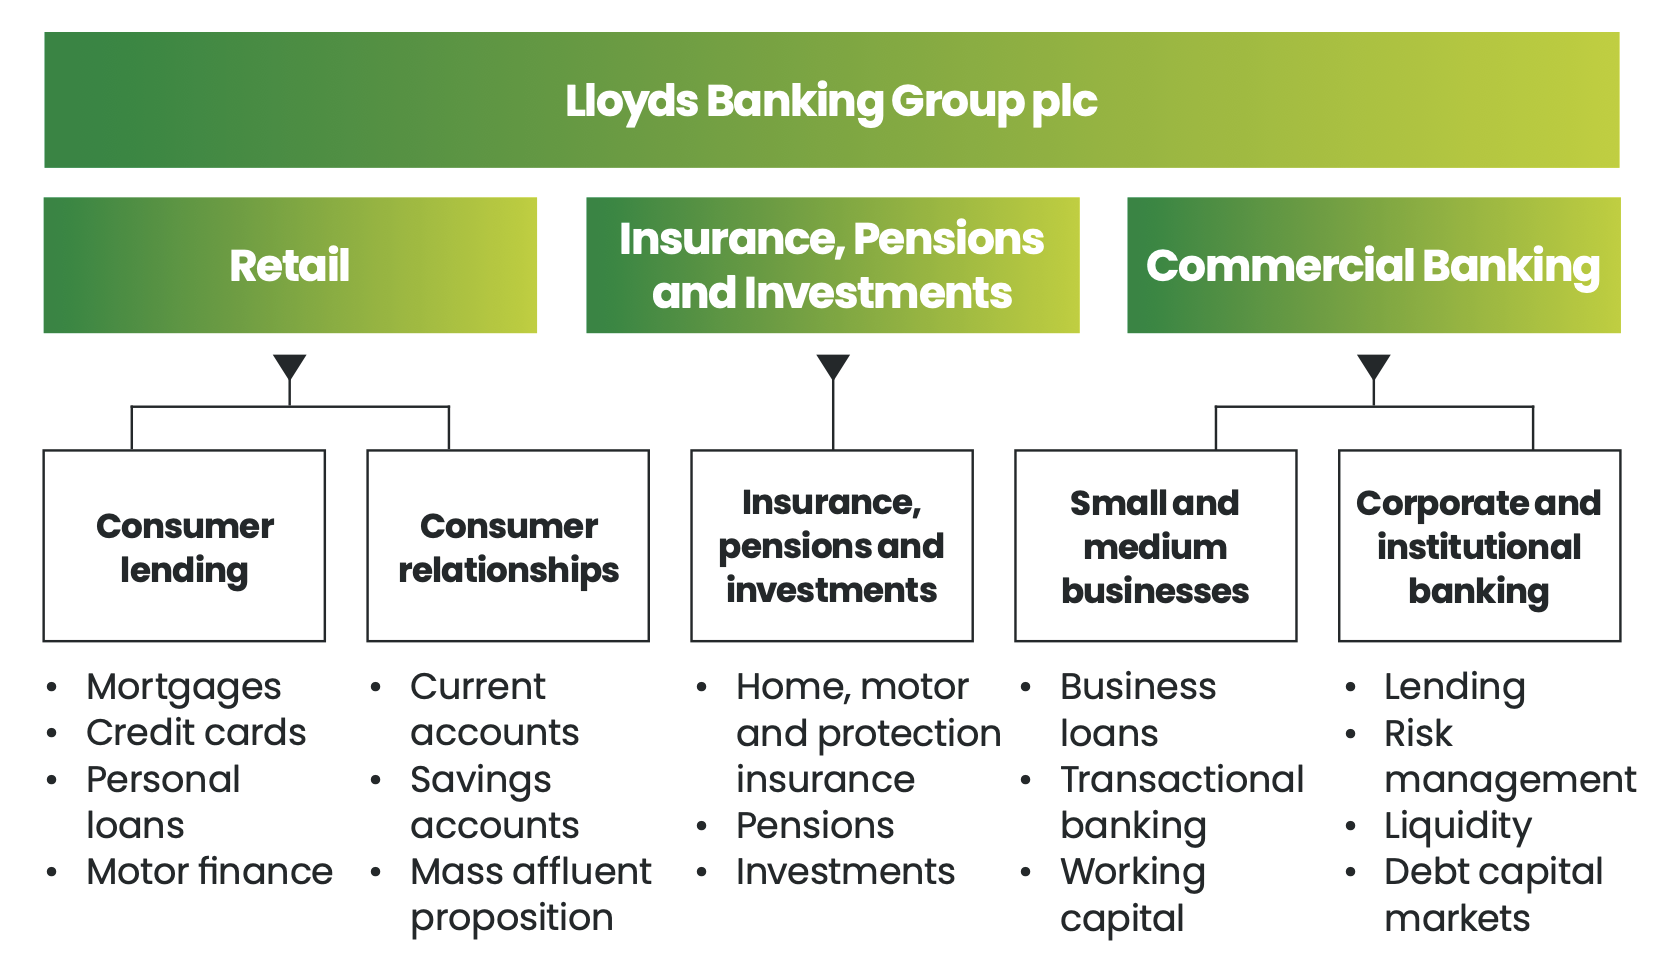 Lloyds Banking Group plc
Retail
Insurance, Pensions
and Investments
Commercial Banking
Consumer
lending
Consumer
relationships
Insurance,
pensions and
investments
Small and
medium
businesses
Corporate and
institutional
banking
• Mortgages
• Credit cards
• Personal
loans
• Motor finance
• Current
accounts
• Savings
accounts
• Mass affluent
proposition
• Home, motor
and protection
insurance
• Pensions
• Investments
• Business
loans
• Transactional
banking
• Working
capital
• Lending
• Risk
management
• Liquidity
• Debt capital
markets